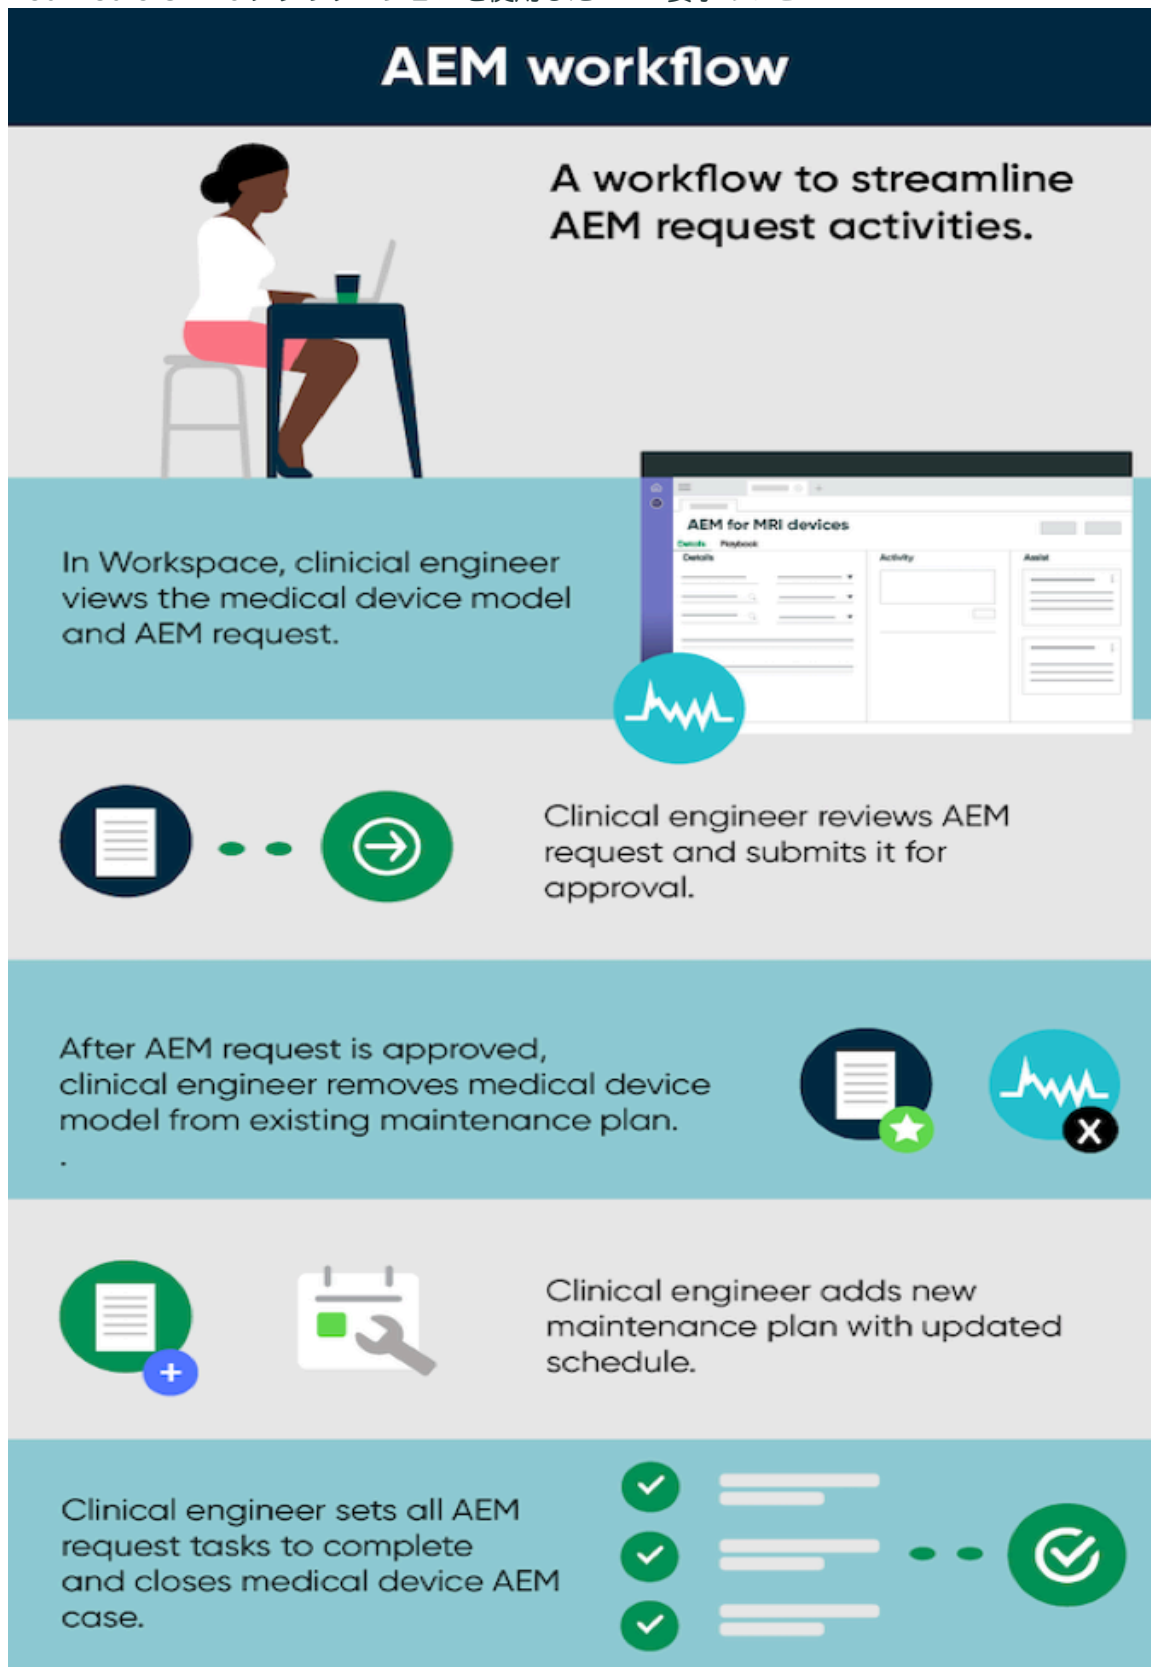 AEM workflow
A workflow to streamline
AEM request activities.
AEM for MRI devices
Details Playbook
Details
Activity
Assist
In Workspace, clinicial engineer
views the medical device model
and AEM request.
Clinical engineer reviews AEM
request and submits it for
approval.
After AEM request is approved,
clinical engineer removes medical device
model from existing maintenance plan.
.
Clinical engineer adds new
maintenance plan with updated
schedule.
Clinical engineer sets all AEM
request tasks to complete
and closes medical device AEM
case.